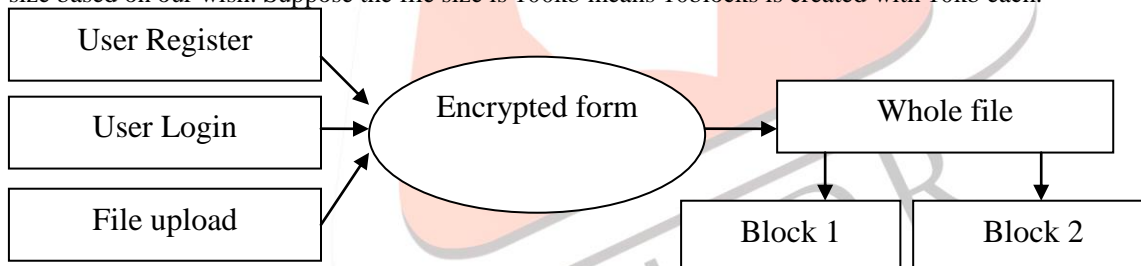 size based on our wish. Suppose the file size is 100kb means 10blocks is created with 10kb each.
User Register
User Login
File upload
Encrypted form
Whole file
Block 1
Block 2